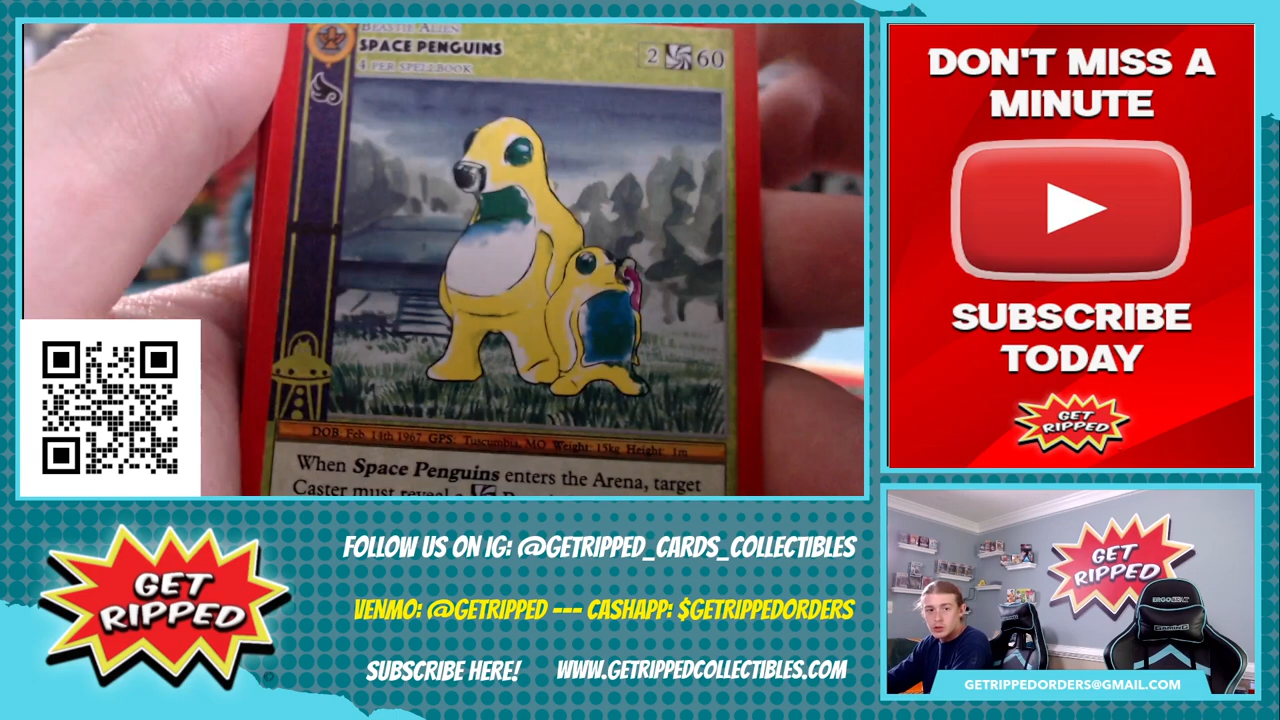 BEASTIE ALIEN
SPACE PENGUINS
4 PER SPELLBOOK
2 60
DOB. Feb. 14th 1967 GPS: Tuscumbia, MO Weight: 15kg Height: 1m
When Space Penguins enters the Arena, target
Caster must reveal a
DON'T MISS A
MINUTE
SUBSCRIBE
TODAY
GET
RIPPED
GET
RIPPED
FOLLOW US ON IG: @GETRIPPED_CARDS_COLLECTIBLES
VENMO: @GETRIPPED --- CASHAPP: $GETRIPPEDORDERS
SUBSCRIBE HERE! WWW.GETRIPPEDCOLLECTIBLES.COM
GET
RIPPED
GAMING
GETRIPPEDORDERS@GMAIL.COM